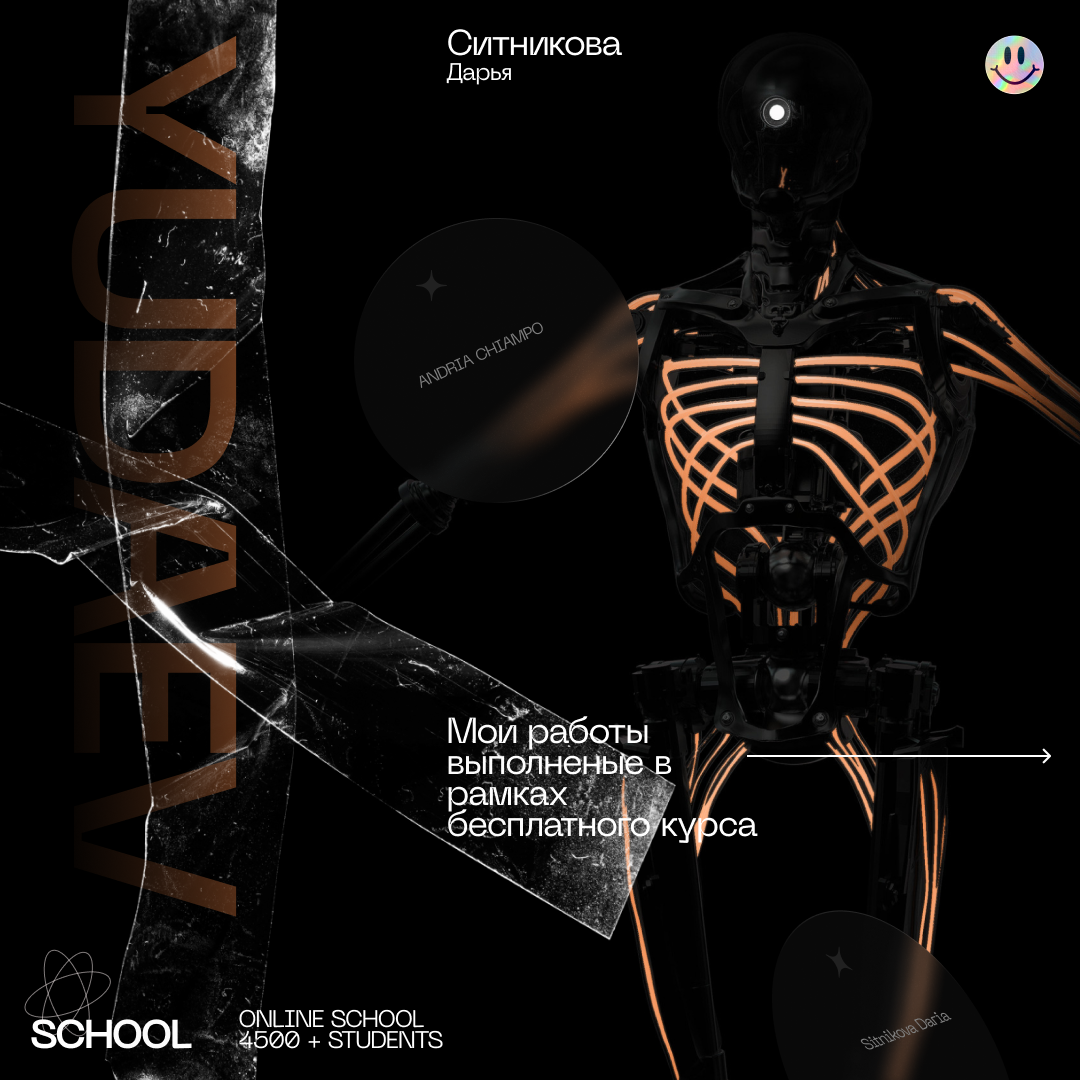 Ситникова
Дарья
YUDAEV
ANDRIA CHIAMPO
Мои работы
выполненые в
рамках
бесплатного курса
Sitnikova Daria
SCHOOL
ONLINE SCHOOL
4500 + STUDENTS